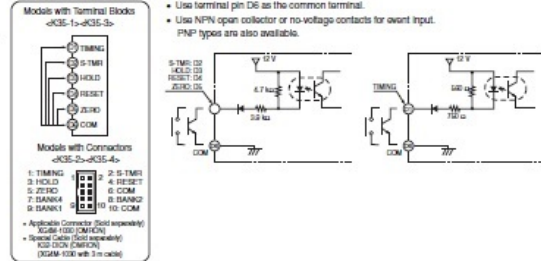 Models with Terminal Blocks
<K35-1><K35-3>
TIMING
S-TMR
HOLD
RESET
ZERO
COM
Models with Connectors
<K35-2><K35-4>
1: TIMING 1 2 2: S-TMR
3: HOLD 4: RESET
5: ZERO 6: COM
7: BANK4 8: BANK2
9: BANK1 9 10 10: COM
• Applicable Connector (Sold separately)
XG4M-1030 (OMRON)
• Special Cable (Sold separately)
K32-DICN (OMRON)
(XG4M-1030 with 3 m cable)
• Use terminal pin D6 as the common terminal.
• Use NPN open collector or no-voltage contacts for event input.
PNP types are also available.
S-TMR: D2
HOLD: D3
RESET: D4
ZERO: D5
12 V
4.7 kΩ
3.9 kΩ
COM
12 V
TIMING
750 Ω
COM